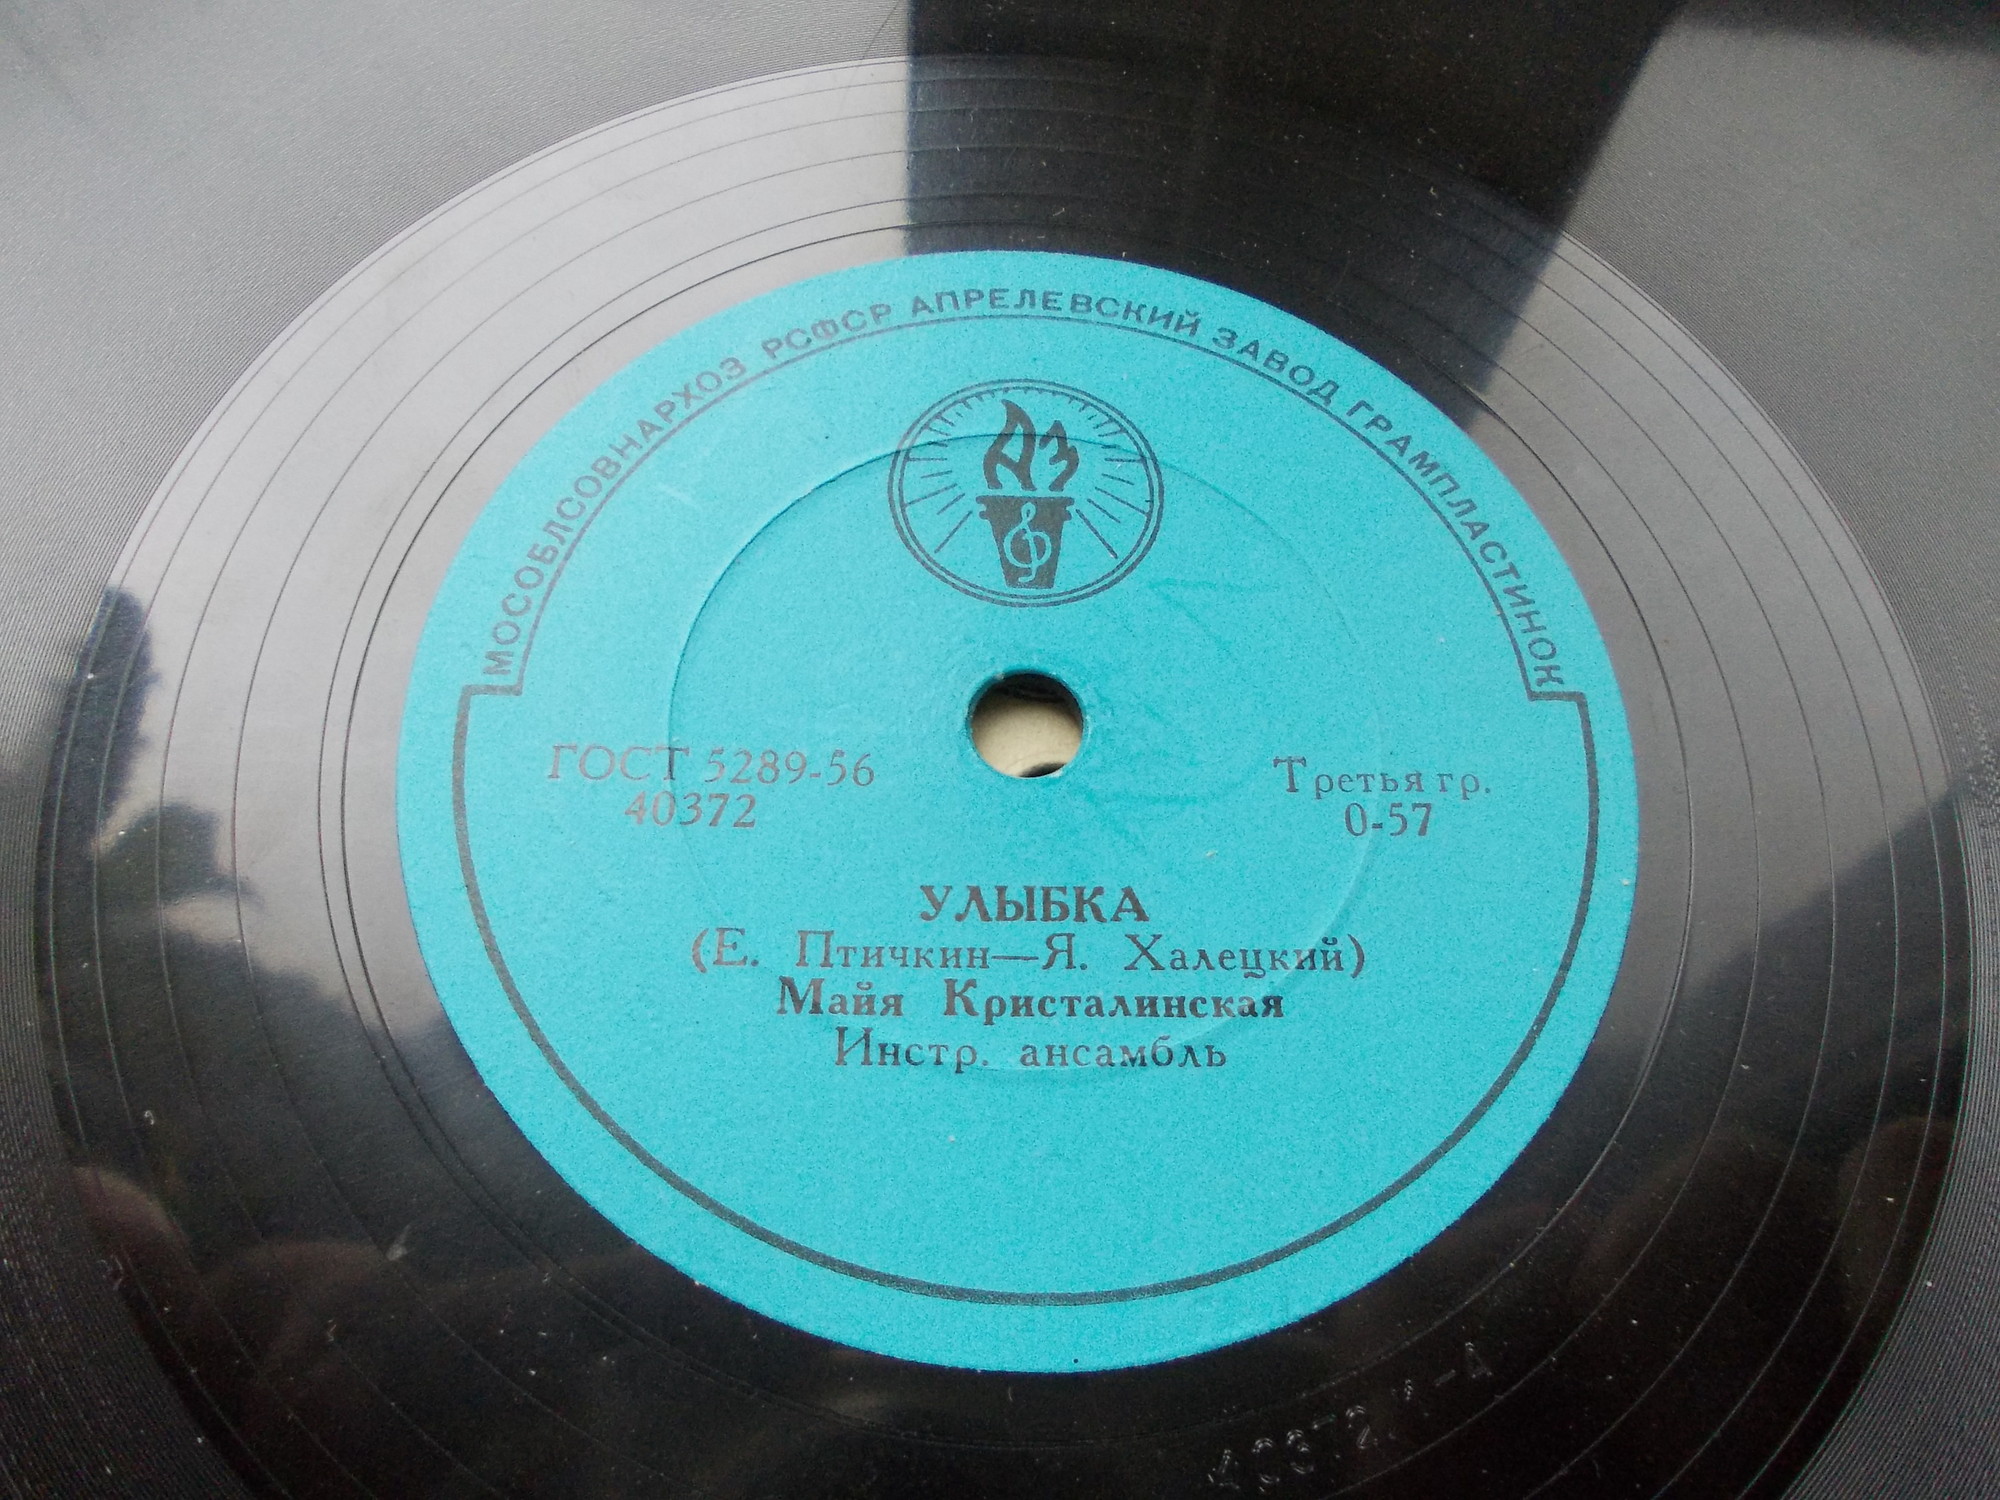 МОСОБЛСОВНАРХОЗ РСФСР АПРЕЛЕВСКИЙ ЗАВОД ГРАМПЛАСТИНОК
АЗ
ГОСТ 5289-56
40372
Третья гр.
0-57
УЛЫБКА
(Е. Птичкин—Я. Халецкий)
Майя Кристалинская
Инстр. ансамбль